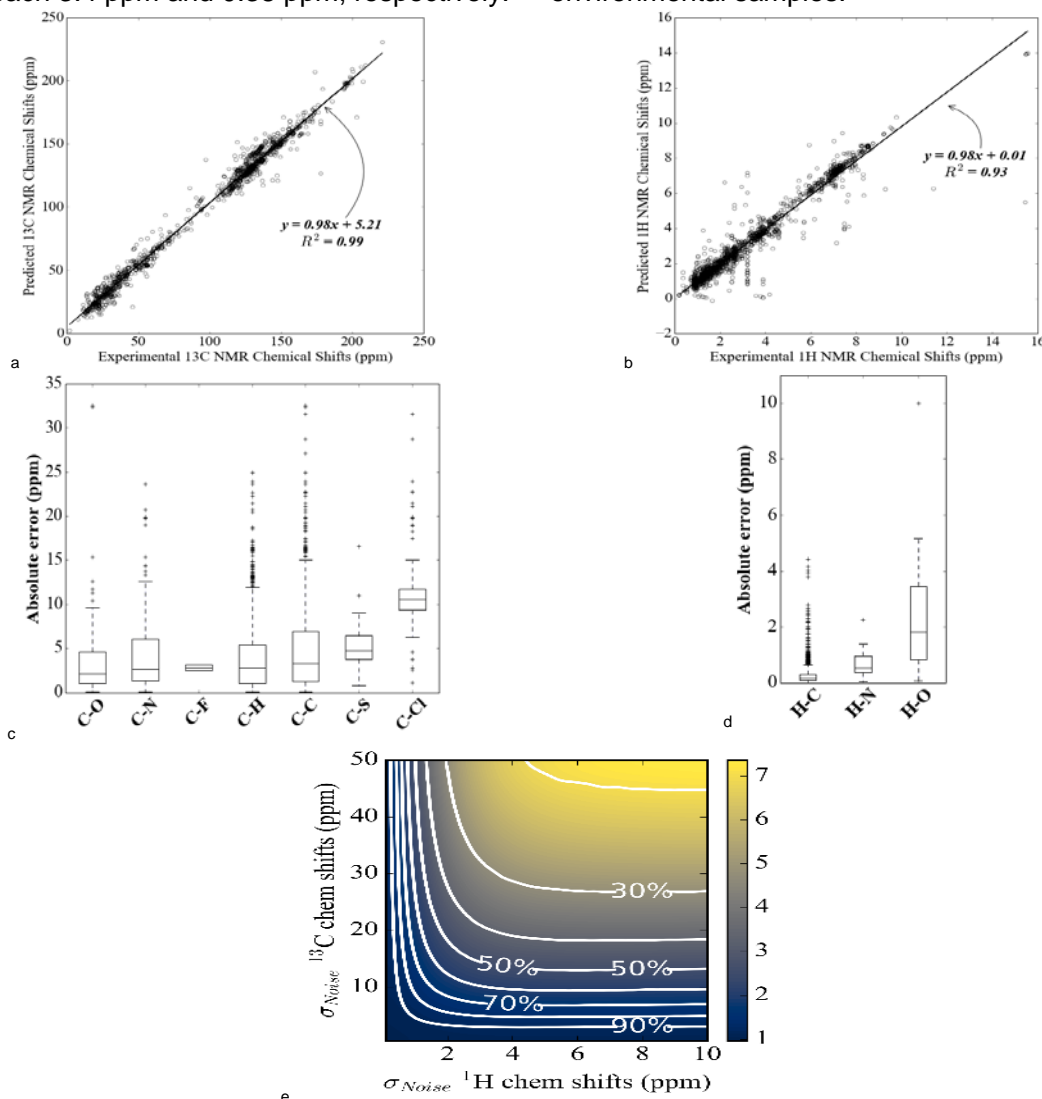 each 3.4 ppm and 0.38 ppm, respectively.
environmental samples.
250
200
150
100
50
0
Predicted 13C NMR Chemical Shifts (ppm)
y = 0.98x + 5.21
R² = 0.99
50
100
150
200
250
Experimental 13C NMR Chemical Shifts (ppm)
a
16
14
12
10
8
6
4
2
0
−2
Predicted 1H NMR Chemical Shifts (ppm)
y = 0.98x + 0.01
R² = 0.93
0
2
4
6
8
10
12
14
16
Experimental 1H NMR Chemical Shifts (ppm)
b
35
30
25
20
15
10
5
0
Absolute error (ppm)
C-O
C-N
C-F
C-H
C-C
C-S
C-Cl
c
10
8
6
4
2
0
Absolute error (ppm)
H-C
H-N
H-O
d
50
40
30
20
10
σNoise ¹³C chem shifts (ppm)
30%
50%
50%
70%
90%
2
4
6
8
10
σNoise ¹H chem shifts (ppm)
7
6
5
4
3
2
1
e